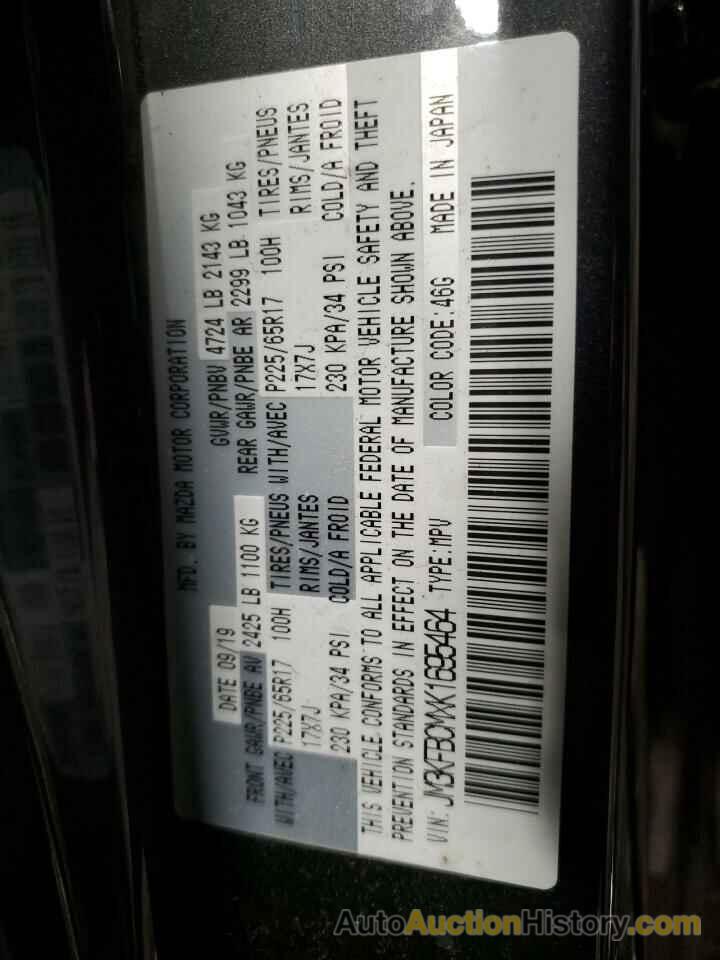 MFD. BY MAZDA MOTOR CORPORATION
DATE 09/19 GVWR/PNBV 4724 LB 2143 KG
FRONT GAWR/PNBE AV 2425 LB 1100 KG REAR GAWR/PNBE AR 2299 LB 1043 KG
WITH/AVEC P225/65R17 100H TIRES/PNEUS WITH/AVEC P225/65R17 100H TIRES/PNEUS
17X7J RIMS/JANTES 17X7J RIMS/JANTES
230 KPA/34 PSI COLD/A FROID 230 KPA/34 PSI COLD/A FROID
THIS VEHICLE CONFORMS TO ALL APPLICABLE FEDERAL MOTOR VEHICLE SAFETY AND THEFT
PREVENTION STANDARDS IN EFFECT ON THE DATE OF MANUFACTURE SHOWN ABOVE.
VIN: JM3KFBCMXK1695464 TYPE:MPV COLOR CODE:46G MADE IN JAPAN
AutoAuctionHistory.com